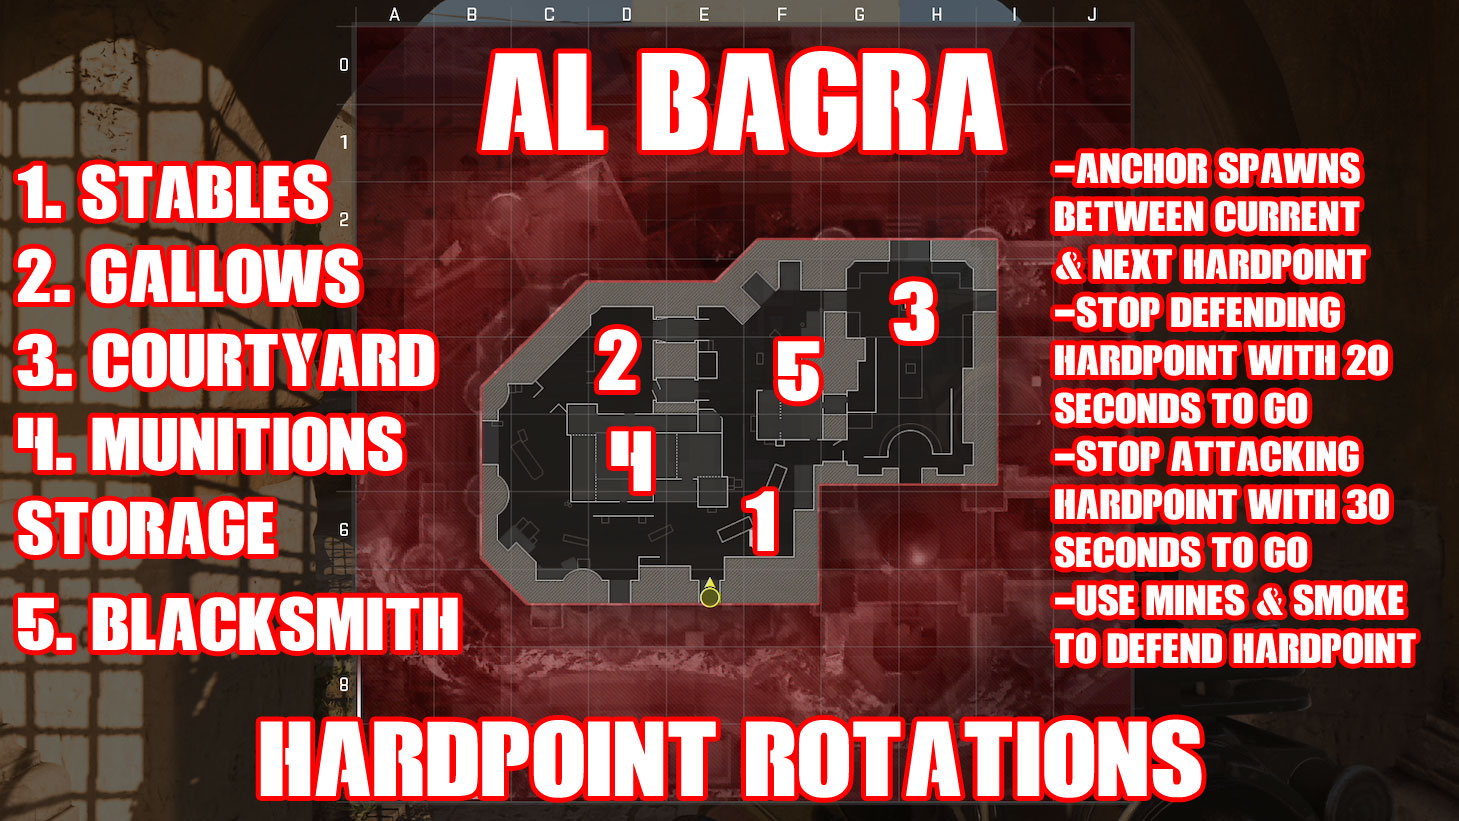 A B C D E F G H I J
0
AL BAGRA
1
1. STABLES
2. GALLOWS
3. COURTYARD
4. MUNITIONS
STORAGE
5. BLACKSMITH
2
6
8
2
5
3
4
1
-ANCHOR SPAWNS
BETWEEN CURRENT
& NEXT HARDPOINT
-STOP DEFENDING
HARDPOINT WITH 20
SECONDS TO GO
-STOP ATTACKING
HARDPOINT WITH 30
SECONDS TO GO
-USE MINES & SMOKE
TO DEFEND HARDPOINT
HARDPOINT ROTATIONS